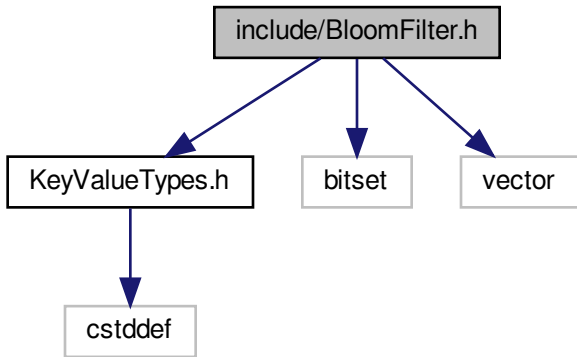 include/BloomFilter.h
KeyValueTypes.h
bitset
vector
cstddef